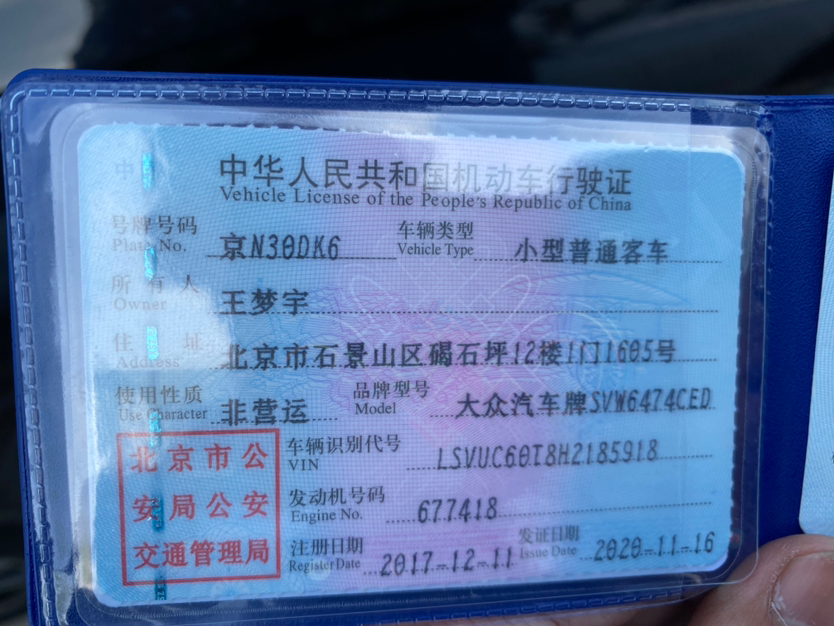 中华人民共和国机动车行驶证
Vehicle License of the People's Republic of China
号牌号码 京N30DK6 车辆类型 小型普通客车
Plate No. Vehicle Type
所有人 王梦宇
Owner
住址 北京市石景山区碣石坪12楼1门1605号
Address
使用性质 非营运 品牌型号 大众汽车牌SVW6474CED
Use Character Model
北京市公
安局公安
交通管理局
车辆识别代号 LSVUC60T8H2185918
VIN
发动机号码 677418
Engine No.
注册日期 2017-12-11 发证日期 2020-11-16
Register Date Issue Date